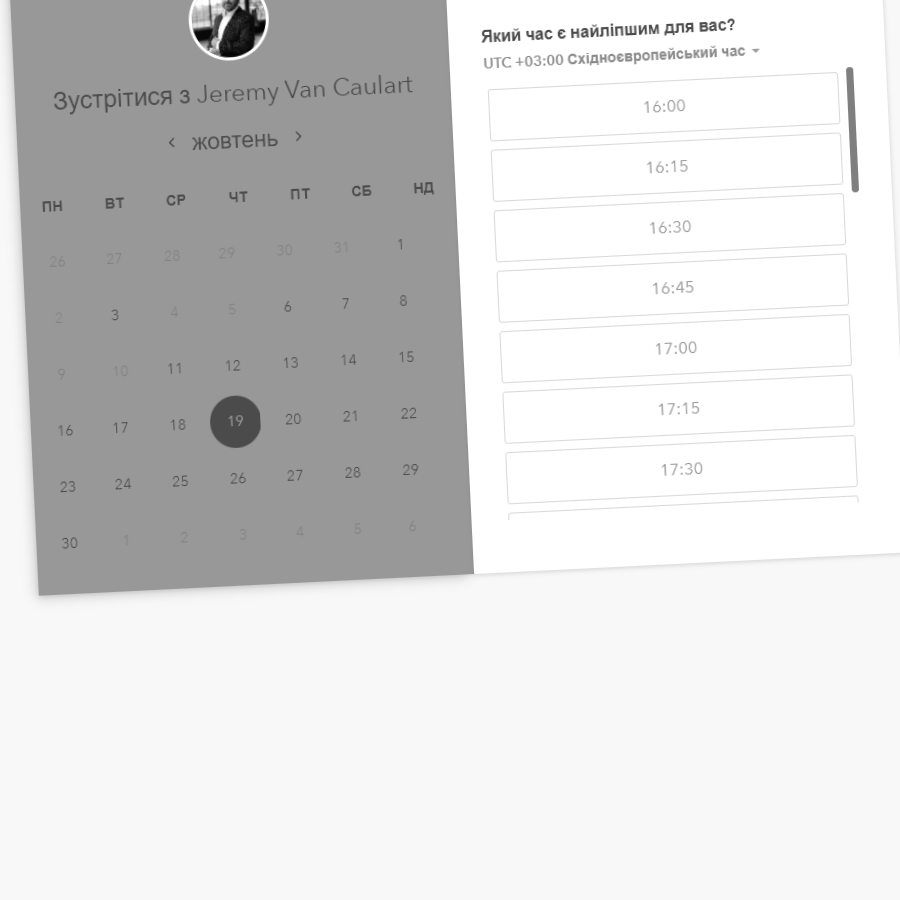 Зустрітися з Jeremy Van Caulart
‹ жовтень ›
ПН ВТ СР ЧТ ПТ СБ НД
26 27 28 29 30 31 1
2 3 4 5 6 7 8
9 10 11 12 13 14 15
16 17 18 19 20 21 22
23 24 25 26 27 28 29
30 1 2 3 4 5 6
Який час є найліпшим для вас?
UTC +03:00 Східноєвропейський час
16:00
16:15
16:30
16:45
17:00
17:15
17:30